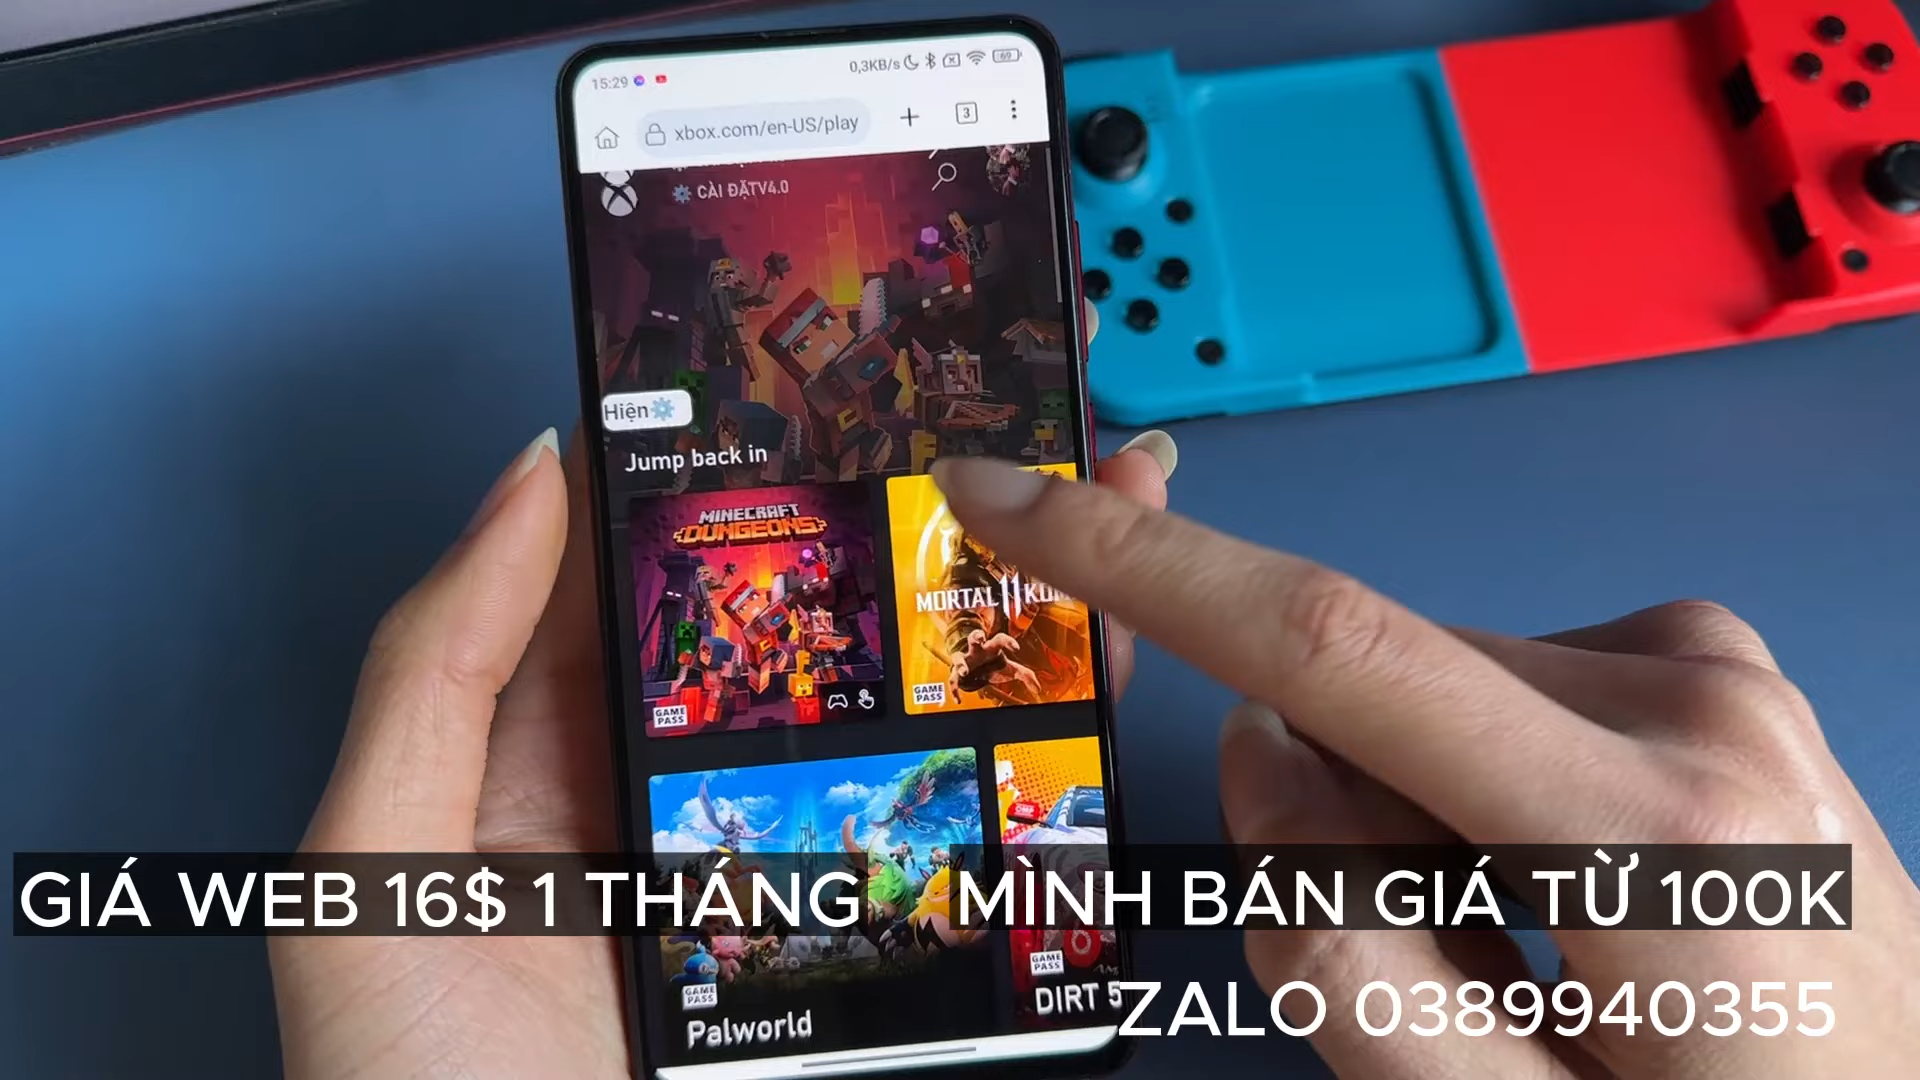 15:29
0,3KB/s
69
xbox.com/en-US/play
3
CÀI ĐẶTV4.0
Hiện
Jump back in
MINECRAFT
DUNGEONS
MORTAL 11
GAME
PASS
GAME
PASS
GIÁ WEB 16$ 1 THÁNG
MÌNH BÁN GIÁ TỪ 100K
GAME
PASS
Palworld
GAME
PASS
DIRT 5
ZALO 0389940355